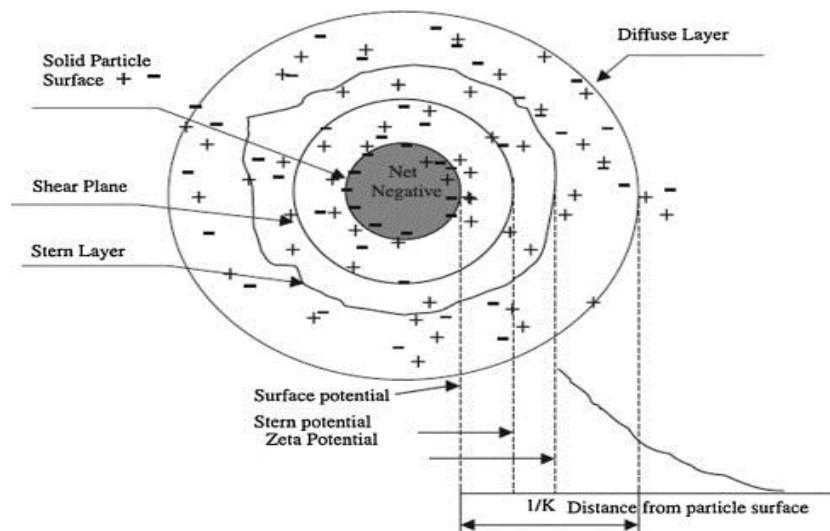 Diffuse Layer
Solid Particle
Surface + −
Net
Negative
Shear Plane
Stern Layer
Surface potential
Stern potential
Zeta Potential
1/K Distance from particle surface